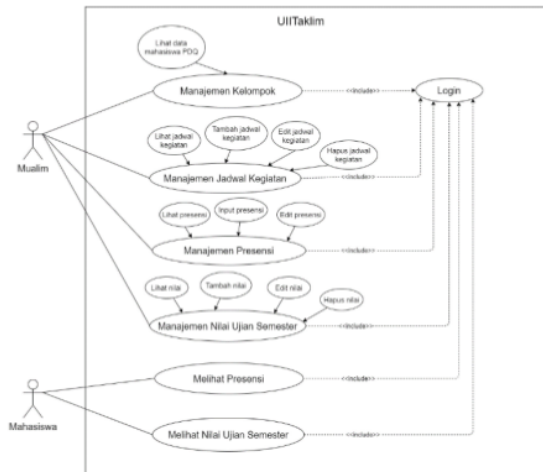 UIITaklim
Lihat data
mahasiswa PDQ
Manajemen Kelompok
<<Include>>
Login
Mualim
Lihat jadwal
kegiatan
Tambah jadwal
kegiatan
Edit jadwal
kegiatan
Hapus jadwal
kegiatan
Manajemen Jadwal Kegiatan
<<Include>>
Lihat presensi
Input presensi
Edit presensi
Manajemen Presensi
<<Include>>
Lihat nilai
Tambah nilai
Edit nilai
Hapus nilai
Manajemen Nilai Ujian Semester
<<Include>>
Melihat Presensi
<<Include>>
Mahasiswa
Melihat Nilai Ujian Semester
<<Include>>